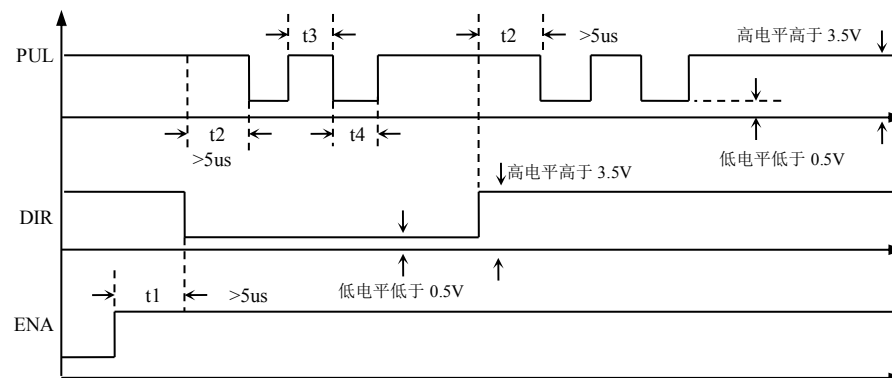 t3
t2
>5us
高电平高于 3.5V
PUL
t2
t4
>5us
低电平低于 0.5V
高电平高于 3.5V
DIR
t1
>5us
低电平低于 0.5V
ENA